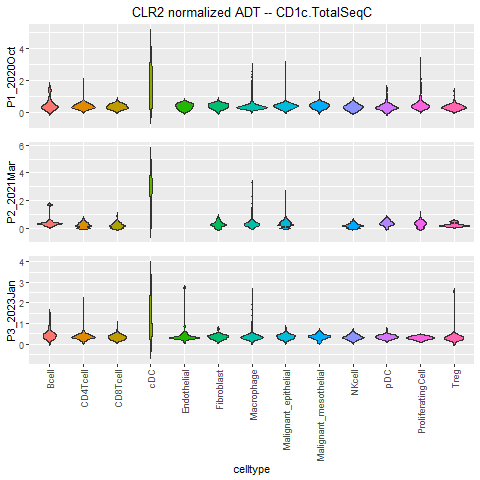 CLR2 normalized ADT -- CD1c.TotalSeqC
P1_2020Oct
4
2
0
P2_2021Mar
6
4
2
0
P3_2023Jan
4
3
2
1
0
Bcell
CD4Tcell
CD8Tcell
cDC
Endothelial
Fibroblast
Macrophage
Malignant_epithelial
Malignant_mesothelial
NKcell
pDC
ProliferatingCell
Treg
celltype